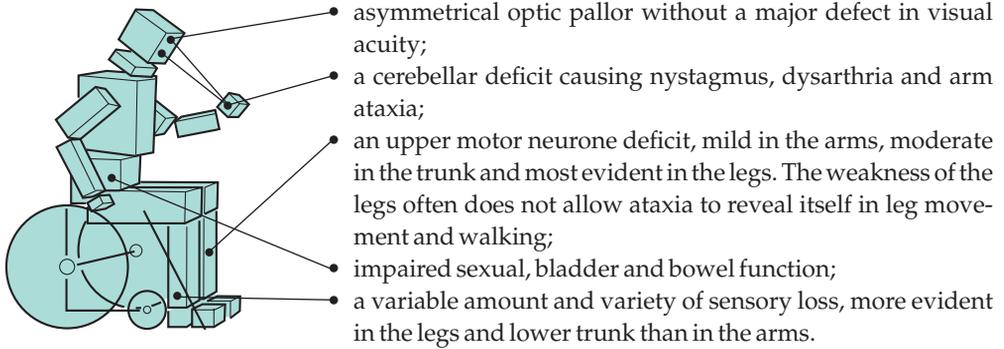 asymmetrical optic pallor without a major defect in visual
acuity;
a cerebellar deficit causing nystagmus, dysarthria and arm
ataxia;
an upper motor neurone deficit, mild in the arms, moderate
in the trunk and most evident in the legs. The weakness of the
legs often does not allow ataxia to reveal itself in leg move-
ment and walking;
impaired sexual, bladder and bowel function;
a variable amount and variety of sensory loss, more evident
in the legs and lower trunk than in the arms.